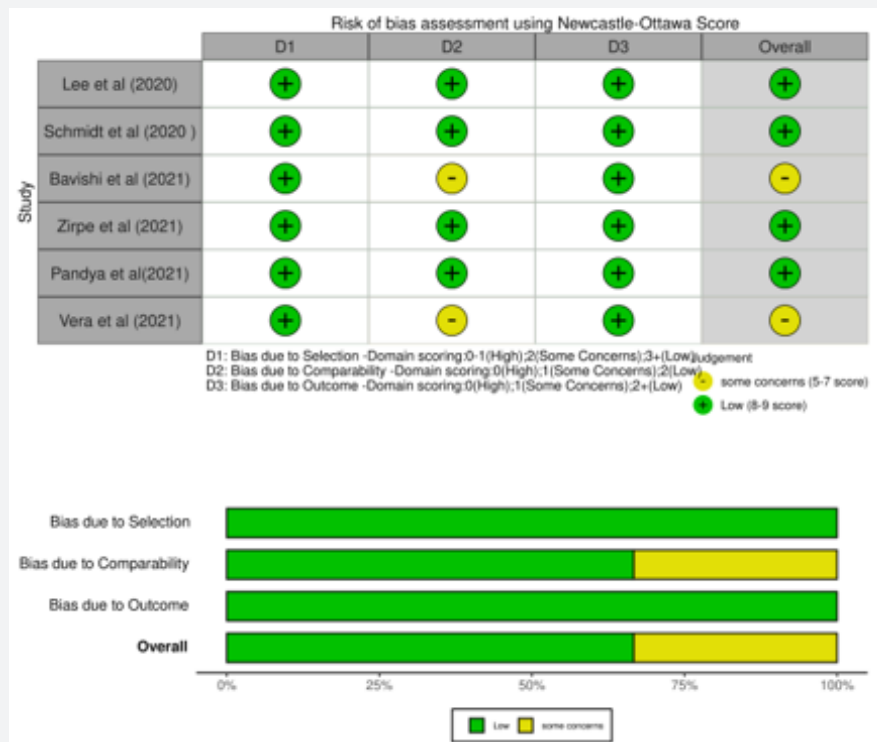 Risk of bias assessment using Newcastle-Ottawa Score
D1 D2 D3 Overall
Study
Lee et al (2020) + + + +
Schmidt et al (2020 ) + + + +
Bavishi et al (2021) + - + -
Zirpe et al (2021) + + + +
Pandya et al(2021) + + + +
Vera et al (2021) + - + -
D1: Bias due to Selection -Domain scoring:0-1(High);2(Some Concerns);3+(Low)
D2: Bias due to Comparability -Domain scoring:0(High);1(Some Concerns);2(Low)
D3: Bias due to Outcome -Domain scoring:0(High);1(Some Concerns);2+(Low)
Judgement
- some concerns (5-7 score)
+ Low (8-9 score)
Bias due to Selection
Bias due to Comparability
Bias due to Outcome
Overall
0% 25% 50% 75% 100%
Low some concerns